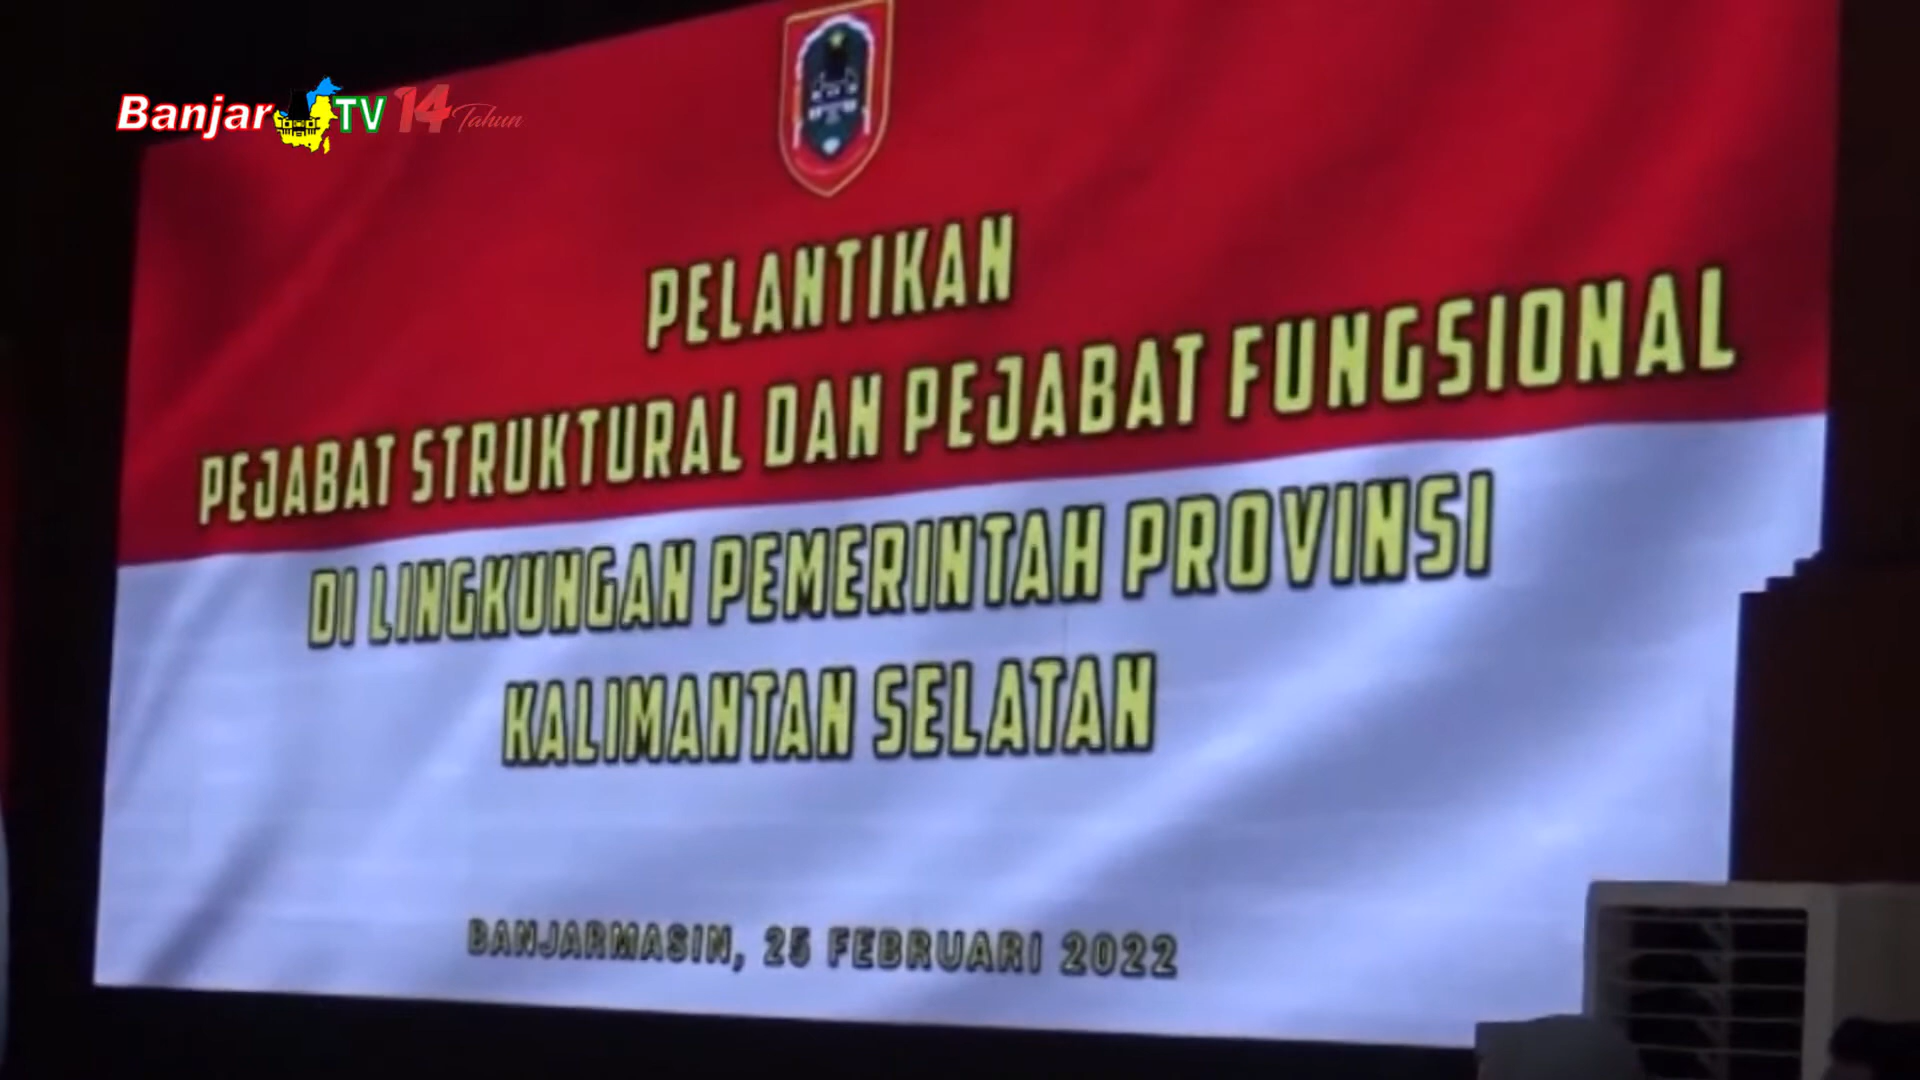 Banjar TV 14 Tahun
PELANTIKAN
PEJABAT STRUKTURAL DAN PEJABAT FUNGSIONAL
DI LINGKUNGAN PEMERINTAH PROVINSI
KALIMANTAN SELATAN
BANJARMASIN, 25 FEBRUARI 2022